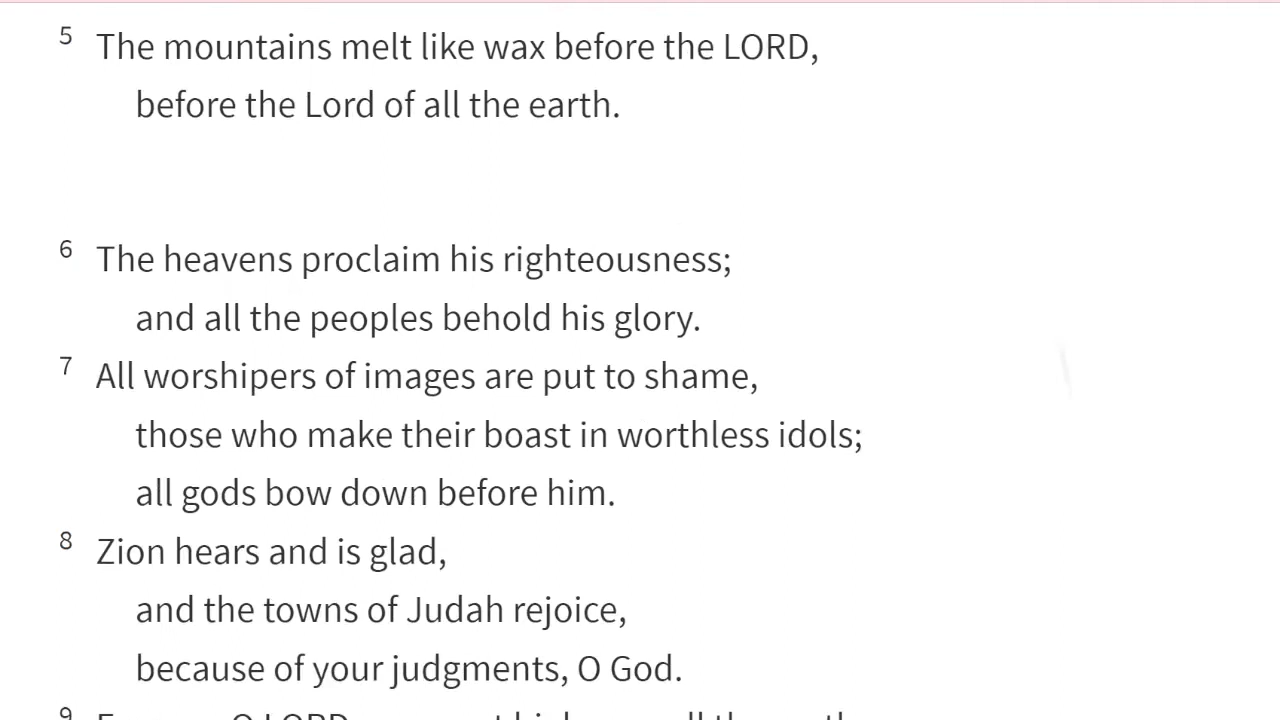 5 The mountains melt like wax before the LORD,
before the Lord of all the earth.
6 The heavens proclaim his righteousness;
and all the peoples behold his glory.
7 All worshipers of images are put to shame,
those who make their boast in worthless idols;
all gods bow down before him.
8 Zion hears and is glad,
and the towns of Judah rejoice,
because of your judgments, O God.
9